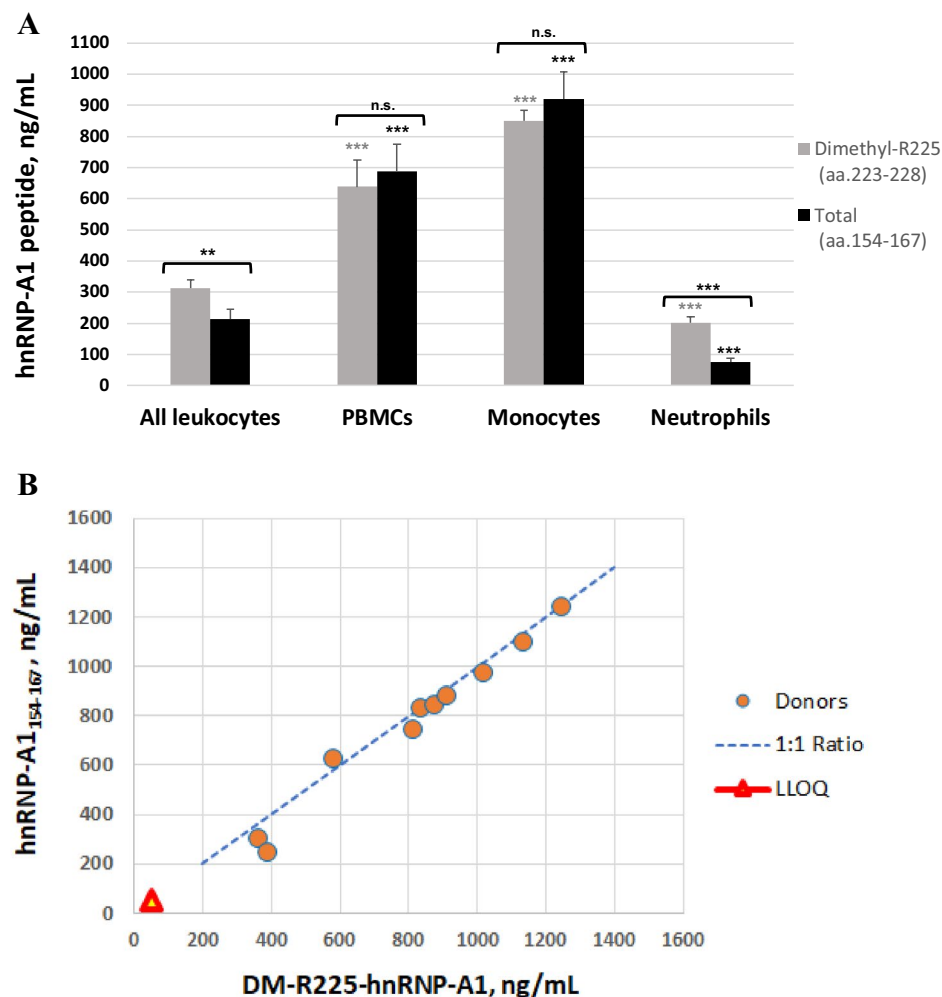 A
n.s.
1100
1000
***
900
n.s.
***
800
***
***
700
600
500
**
***
400
300
***
200
***
100
0
hnRNP-A1 peptide, ng/mL
All leukocytes PBMCs Monocytes Neutrophils
Dimethyl-R225
(aa.223-228)
Total
(aa.154-167)
B
1600
1400
1200
1000
800
600
400
200
0
hnRNP-A1154-167, ng/mL
0 200 400 600 800 1000 1200 1400 1600
DM-R225-hnRNP-A1, ng/mL
Donors
1:1 Ratio
LLOQ